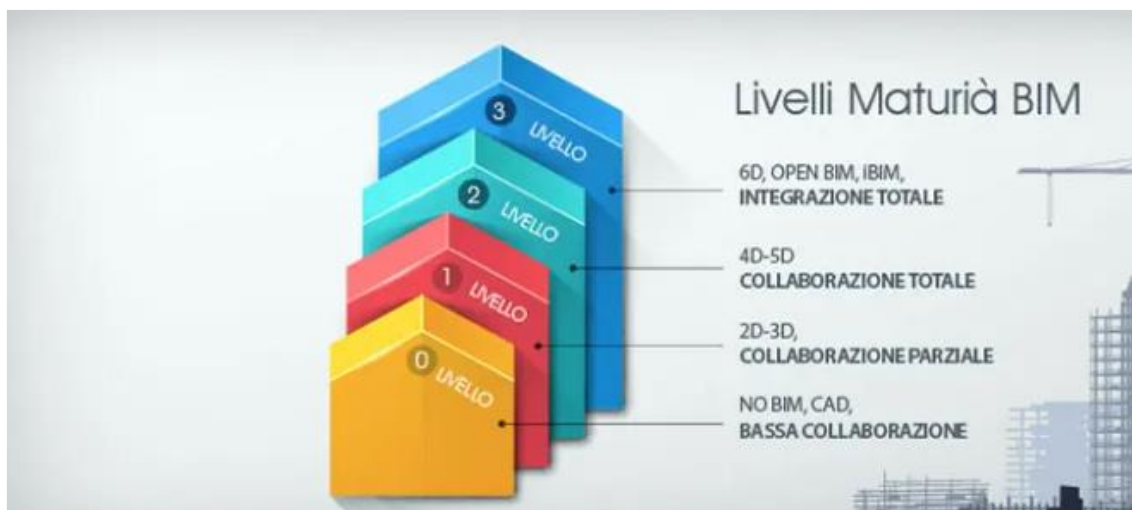 Livelli Maturià BIM
3 LIVELLO
6D, OPEN BIM, iBIM,
INTEGRAZIONE TOTALE
2 LIVELLO
4D-5D
COLLABORAZIONE TOTALE
1 LIVELLO
2D-3D,
COLLABORAZIONE PARZIALE
0 LIVELLO
NO BIM, CAD,
BASSA COLLABORAZIONE